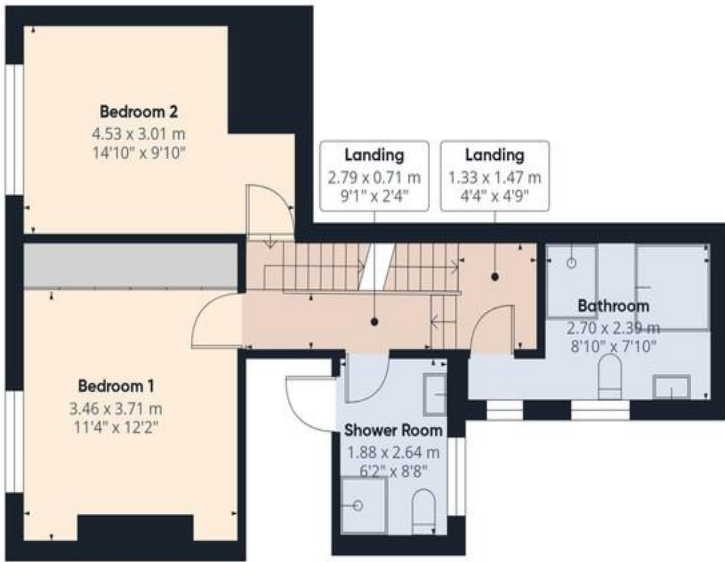 Bedroom 2
4.53 x 3.01 m
14'10" x 9'10"
Landing
2.79 x 0.71 m
9'1" x 2'4"
Landing
1.33 x 1.47 m
4'4" x 4'9"
Bathroom
2.70 x 2.39 m
8'10" x 7'10"
Bedroom 1
3.46 x 3.71 m
11'4" x 12'2"
Shower Room
1.88 x 2.64 m
6'2" x 8'8"